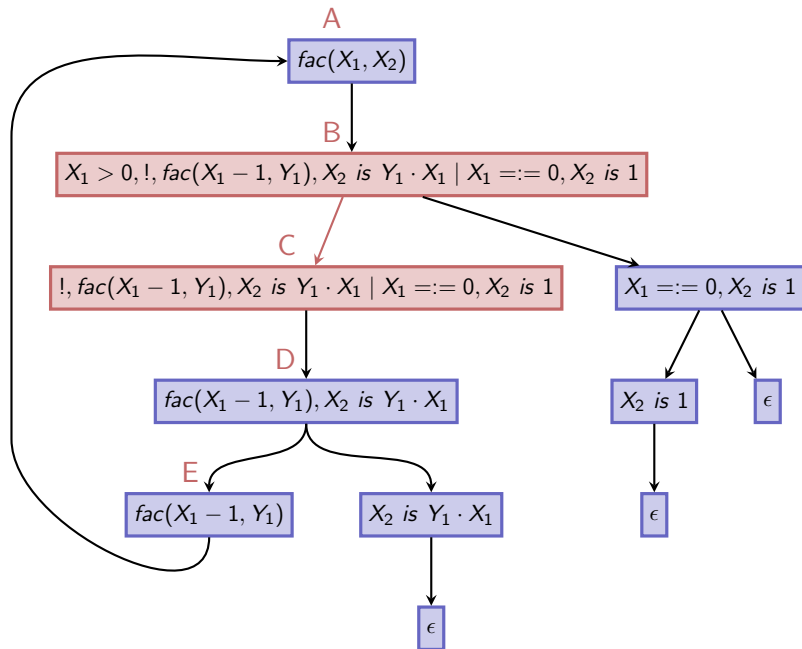 A
fac(X₁, X₂)
B
X₁ > 0, !, fac(X₁ − 1, Y₁), X₂ is Y₁ · X₁ | X₁ =:= 0, X₂ is 1
C
!, fac(X₁ − 1, Y₁), X₂ is Y₁ · X₁ | X₁ =:= 0, X₂ is 1
X₁ =:= 0, X₂ is 1
D
fac(X₁ − 1, Y₁), X₂ is Y₁ · X₁
X₂ is 1
ϵ
E
fac(X₁ − 1, Y₁)
X₂ is Y₁ · X₁
ϵ
ϵ